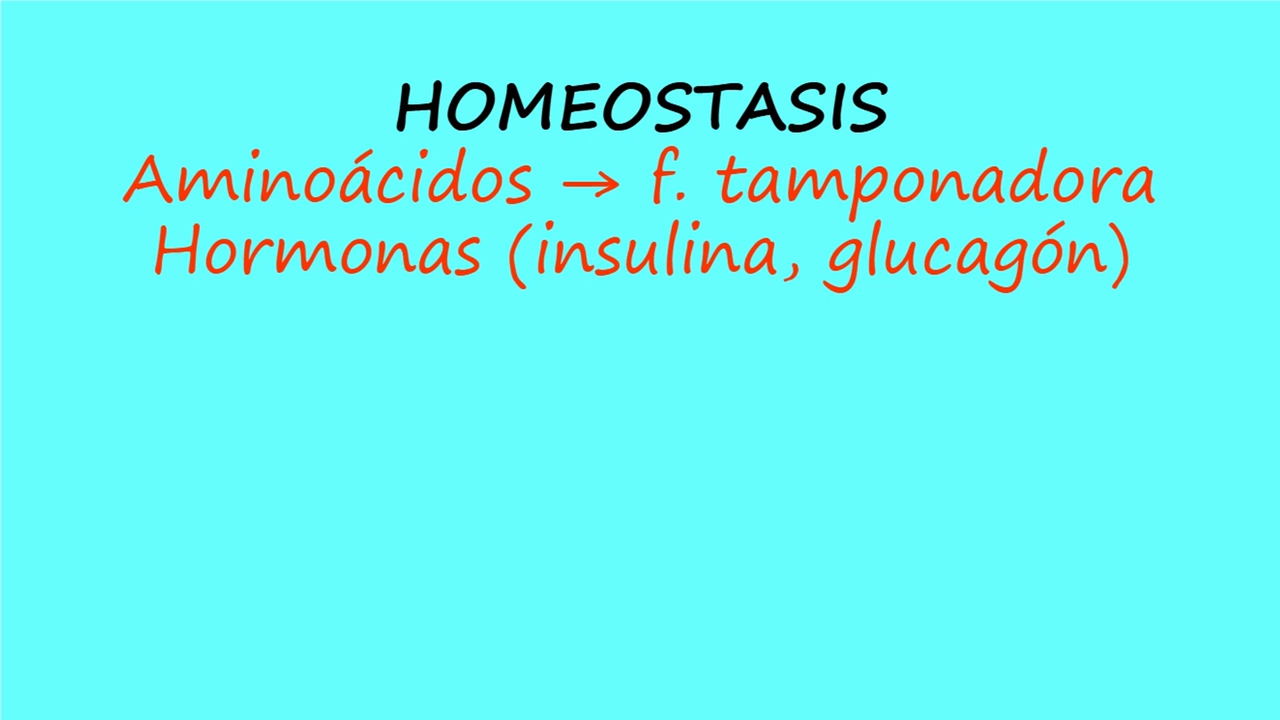 HOMEOSTASIS
Aminoácidos → f. tamponadora
Hormonas (insulina, glucagón)